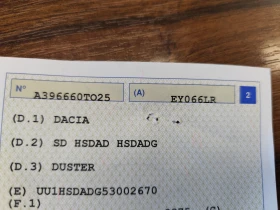 N° A396660TO25 (A) EY066LR 2
(D.1) DACIA
(D.2) SD HSDAD HSDADG
(D.3) DUSTER
(E) UU1HSDADG53002670
(F.1)